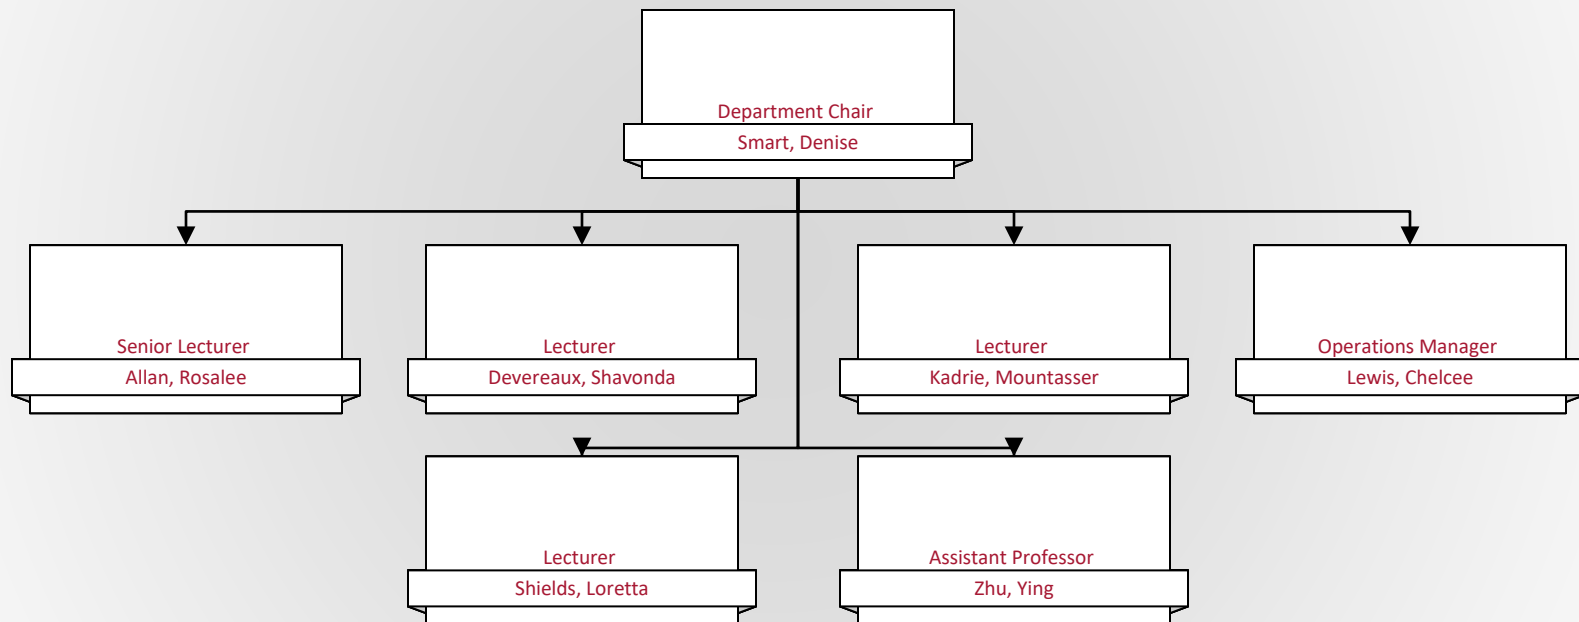 Department Chair
Smart, Denise
Senior Lecturer
Allan, Rosalee
Lecturer
Devereaux, Shavonda
Lecturer
Kadrie, Mountasser
Operations Manager
Lewis, Chelcee
Lecturer
Shields, Loretta
Assistant Professor
Zhu, Ying